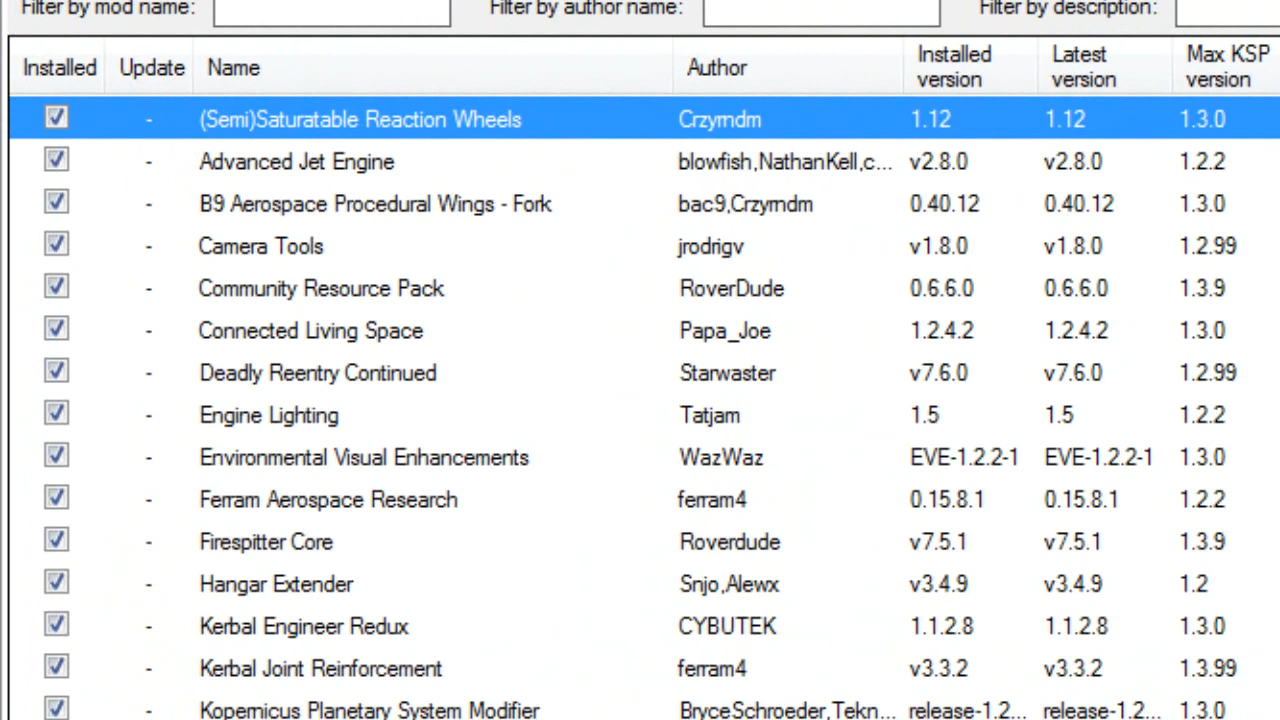 Filter by mod name: Filter by author name: Filter by description:
Installed Update Name Author Installed version Latest version Max KSP version
(Semi)Saturatable Reaction Wheels Crzyrndm 1.12 1.12 1.3.0
- Advanced Jet Engine blowfish,NathanKell,c... v2.8.0 v2.8.0 1.2.2
- B9 Aerospace Procedural Wings - Fork bac9,Crzyrndm 0.40.12 0.40.12 1.3.0
- Camera Tools jrodrigv v1.8.0 v1.8.0 1.2.99
- Community Resource Pack RoverDude 0.6.6.0 0.6.6.0 1.3.9
- Connected Living Space Papa_Joe 1.2.4.2 1.2.4.2 1.3.0
- Deadly Reentry Continued Starwaster v7.6.0 v7.6.0 1.2.99
- Engine Lighting Tatjam 1.5 1.5 1.2.2
- Environmental Visual Enhancements WazWaz EVE-1.2.2-1 EVE-1.2.2-1 1.3.0
- Ferram Aerospace Research ferram4 0.15.8.1 0.15.8.1 1.2.2
- Firespitter Core Roverdude v7.5.1 v7.5.1 1.3.9
- Hangar Extender Snjo,Alewx v3.4.9 v3.4.9 1.2
- Kerbal Engineer Redux CYBUTEK 1.1.2.8 1.1.2.8 1.3.0
- Kerbal Joint Reinforcement ferram4 v3.3.2 v3.3.2 1.3.99
- Kopernicus Planetary System Modifier BryceSchroeder,Tekn... release-1.2... release-1.2... 1.3.0